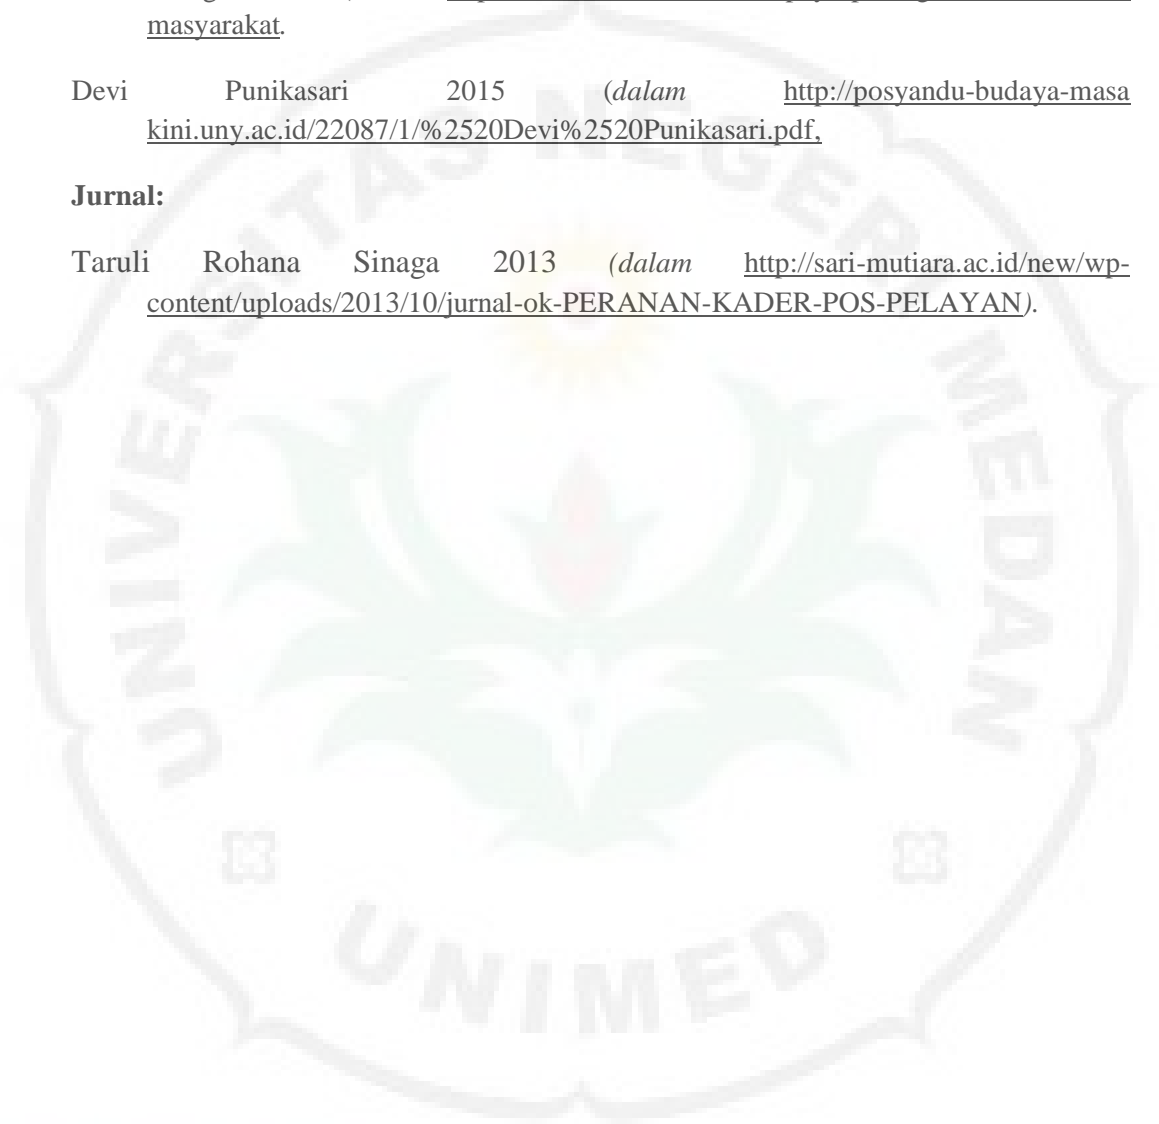 masyarakat.
Devi Punikasari 2015 (dalam http://posyandu-budaya-masa
kini.uny.ac.id/22087/1/%2520Devi%2520Punikasari.pdf,
Jurnal:
Taruli Rohana Sinaga 2013 (dalam http://sari-mutiara.ac.id/new/wp-
content/uploads/2013/10/jurnal-ok-PERANAN-KADER-POS-PELAYAN).
UNIVERSITAS NEGERI MEDAN
UNIMED